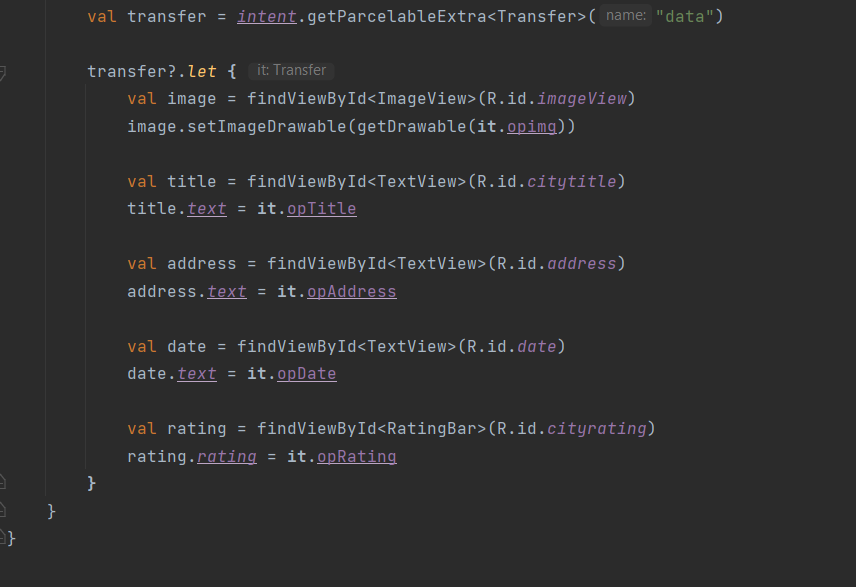 val transfer = intent.getParcelableExtra<Transfer>( name: "data")
transfer?.let { it: Transfer
val image = findViewById<ImageView>(R.id.imageView)
image.setImageDrawable(getDrawable(it.opimg))
val title = findViewById<TextView>(R.id.citytitle)
title.text = it.opTitle
val address = findViewById<TextView>(R.id.address)
address.text = it.opAddress
val date = findViewById<TextView>(R.id.date)
date.text = it.opDate
val rating = findViewById<RatingBar>(R.id.cityrating)
rating.rating = it.opRating
}
}
}